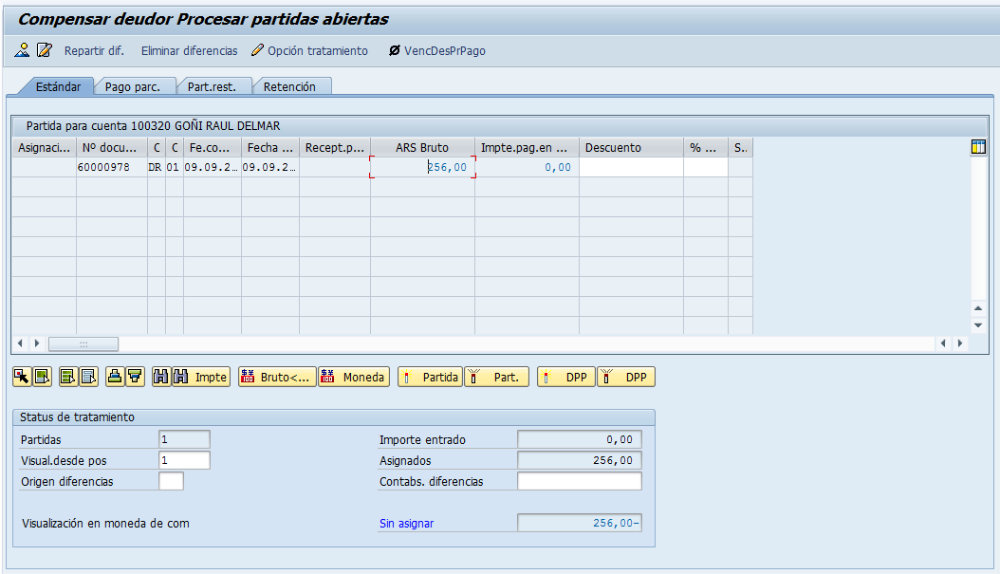 Compensar deudor Procesar partidas abiertas
Repartir dif. Eliminar diferencias Opción tratamiento VencDesPrPago
Estándar Pago parc. Part.rest. Retención
Partida para cuenta 100320 GOÑI RAUL DELMAR
Asignaci... Nº docu... C C Fe.co... Fecha ... Recept.p... ARS Bruto Impte.pag.en ... Descuento % ... S..
60000978 DR 01 09.09.2… 09.09.2… 256,00 0,00
Impte Bruto<... Moneda Partida Part. DPP DPP
Status de tratamiento
Partidas 1 Importe entrado 0,00
Visual.desde pos 1 Asignados 256,00
Origen diferencias Contabs. diferencias
Visualización en moneda de com Sin asignar 256,00-